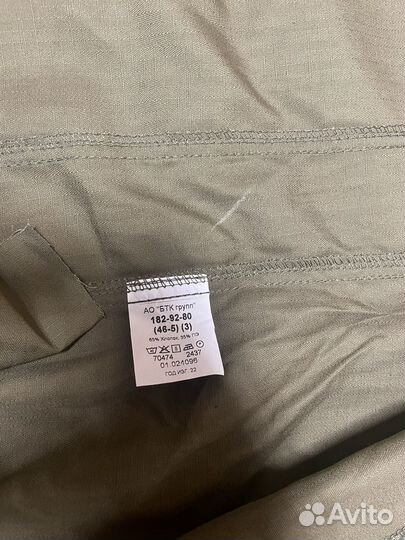 АО "БТК групп"
182-92-80
(46-5) (3)
65% Хлопок, 35% ПЭ
70474 2437
01.024096
ГОД ИЗГ. 22
Avito